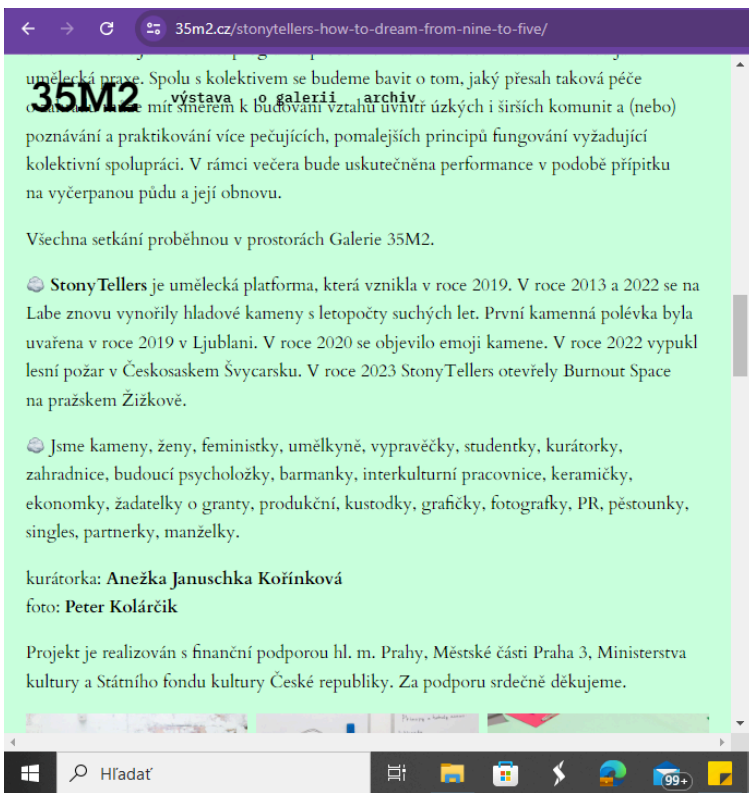 35m2.cz/stonytellers-how-to-dream-from-nine-to-five/
umělecká praxe. Spolu s kolektivem se budeme bavit o tom, jaký přesah taková péče
35M2 výstava o galerii archiv
může mít směrem k budování vztahů uvnitř úzkých i širších komunit a (nebo)
poznávání a praktikování více pečujících, pomalejších principů fungování vyžadující
kolektivní spolupráci. V rámci večera bude uskutečněna performance v podobě přípitku
na vyčerpanou půdu a její obnovu.
Všechna setkání proběhnou v prostorách Galerie 35M2.
StonyTellers je umělecká platforma, která vznikla v roce 2019. V roce 2013 a 2022 se na
Labe znovu vynořily hladové kameny s letopočty suchých let. První kamenná polévka byla
uvařena v roce 2019 v Ljublani. V roce 2020 se objevilo emoji kamene. V roce 2022 vypukl
lesní požar v Českosaskem Švycarsku. V roce 2023 StonyTellers otevřely Burnout Space
na pražskem Žižkově.
Jsme kameny, ženy, feministky, umělkyně, vypravěčky, studentky, kurátorky,
zahradnice, budoucí psycholožky, barmanky, interkulturní pracovnice, keramičky,
ekonomky, žadatelky o granty, produkční, kustodky, grafičky, fotografky, PR, pěstounky,
singles, partnerky, manželky.
kurátorka: Anežka Januschka Kořínková
foto: Peter Kolárčik
Projekt je realizován s finanční podporou hl. m. Prahy, Městské části Praha 3, Ministerstva
kultury a Státního fondu kultury České republiky. Za podporu srdečně děkujeme.
Hľadať
99+